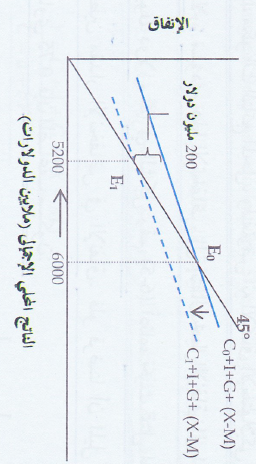 الإنفاق
45°
C₀+I+G+ (X-M)
C₁+I+G+ (X-M)
200 مليون دولار
E₀
E₁
5200
6000
الناتج المحلي الإجمالي (ملايين الدولارات)